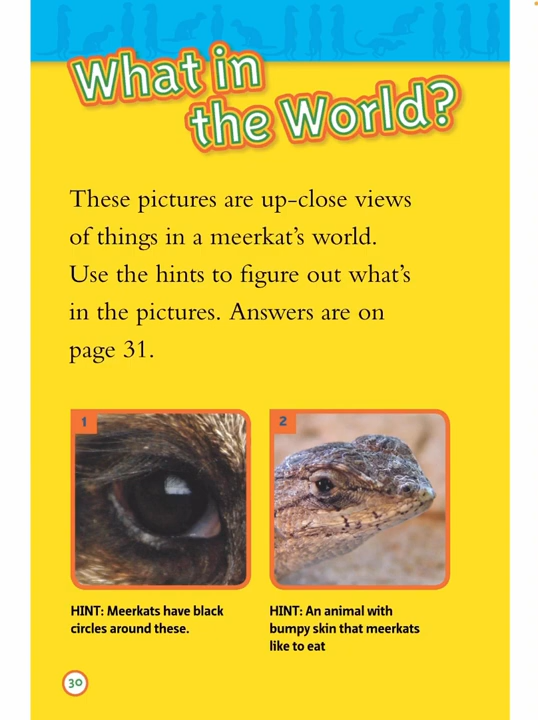 What in
the World?
These pictures are up-close views
of things in a meerkat's world.
Use the hints to figure out what's
in the pictures. Answers are on
page 31.
1
2
HINT: Meerkats have black
circles around these.
HINT: An animal with
bumpy skin that meerkats
like to eat
30